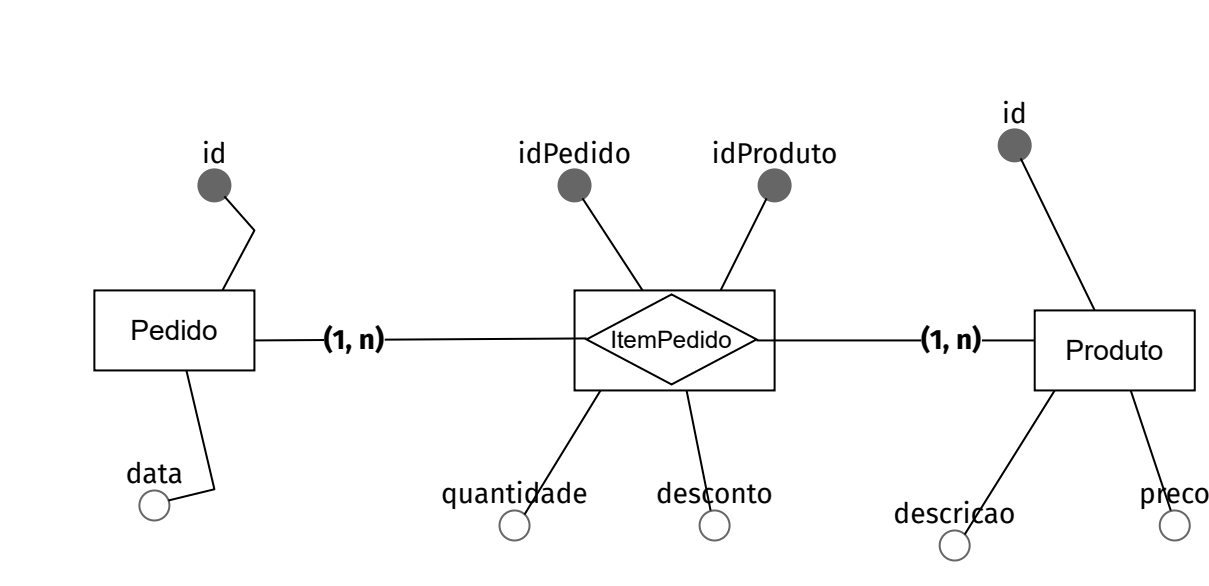 id
id
idPedido
idProduto
Pedido
(1, n)
ItemPedido
(1, n)
Produto
data
quantidade
desconto
descricao
preco